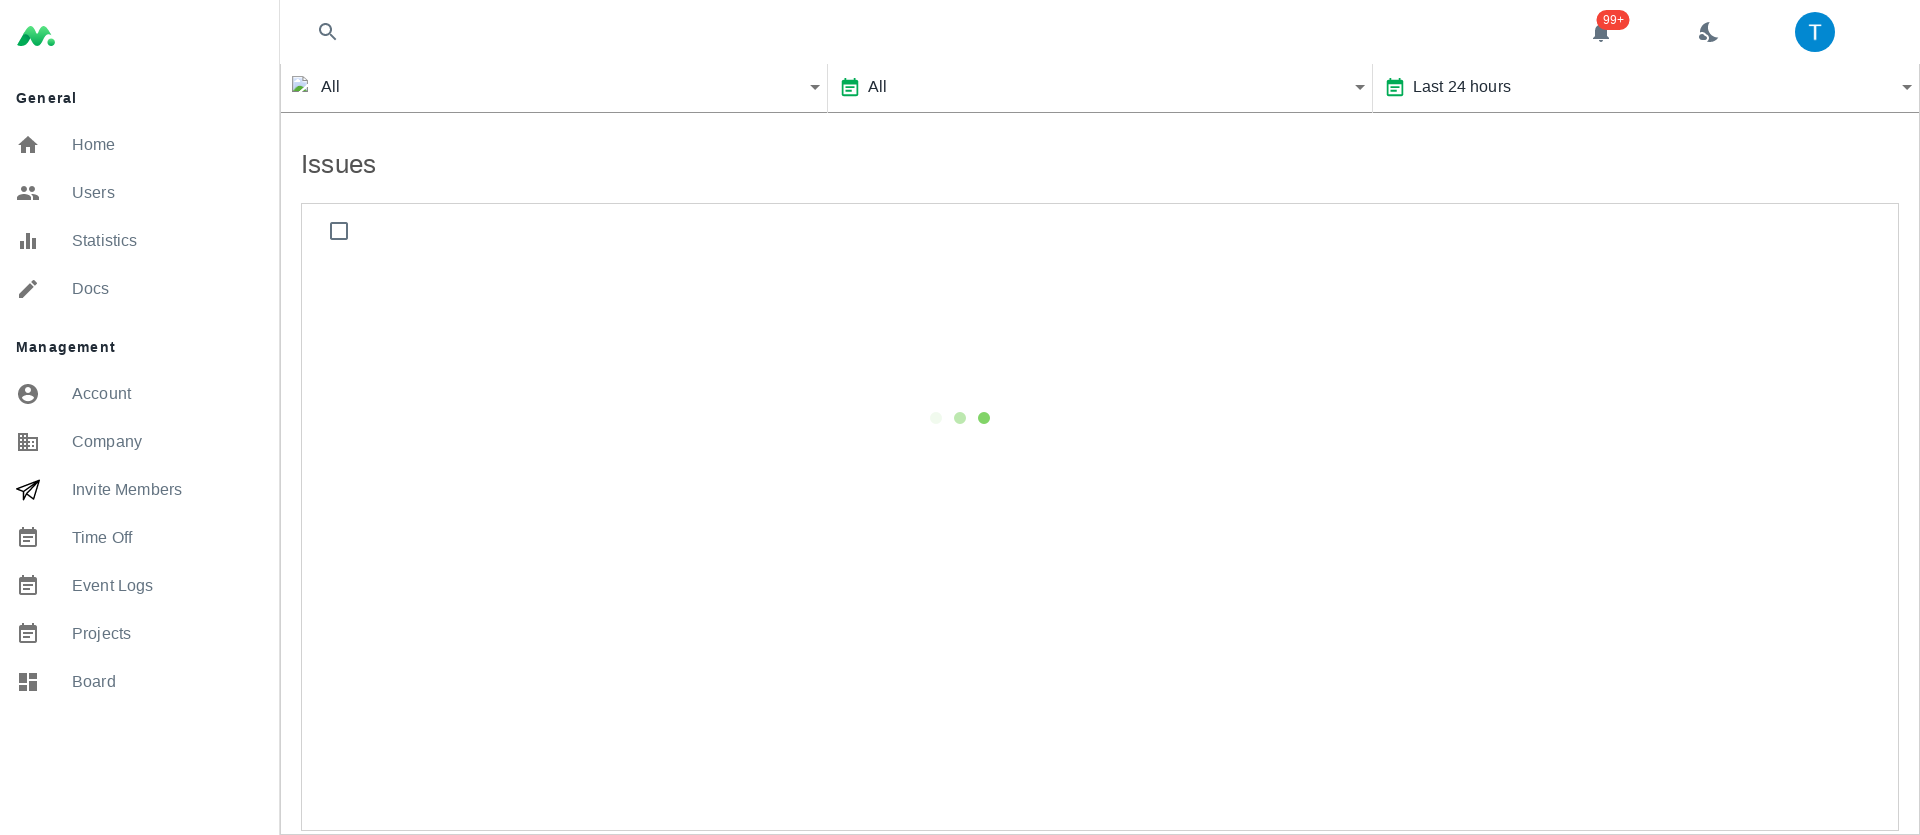 99+
T
General
Home
Users
Statistics
Docs
Management
Account
Company
Invite Members
Time Off
Event Logs
Projects
Board
All
All
Last 24 hours
Issues